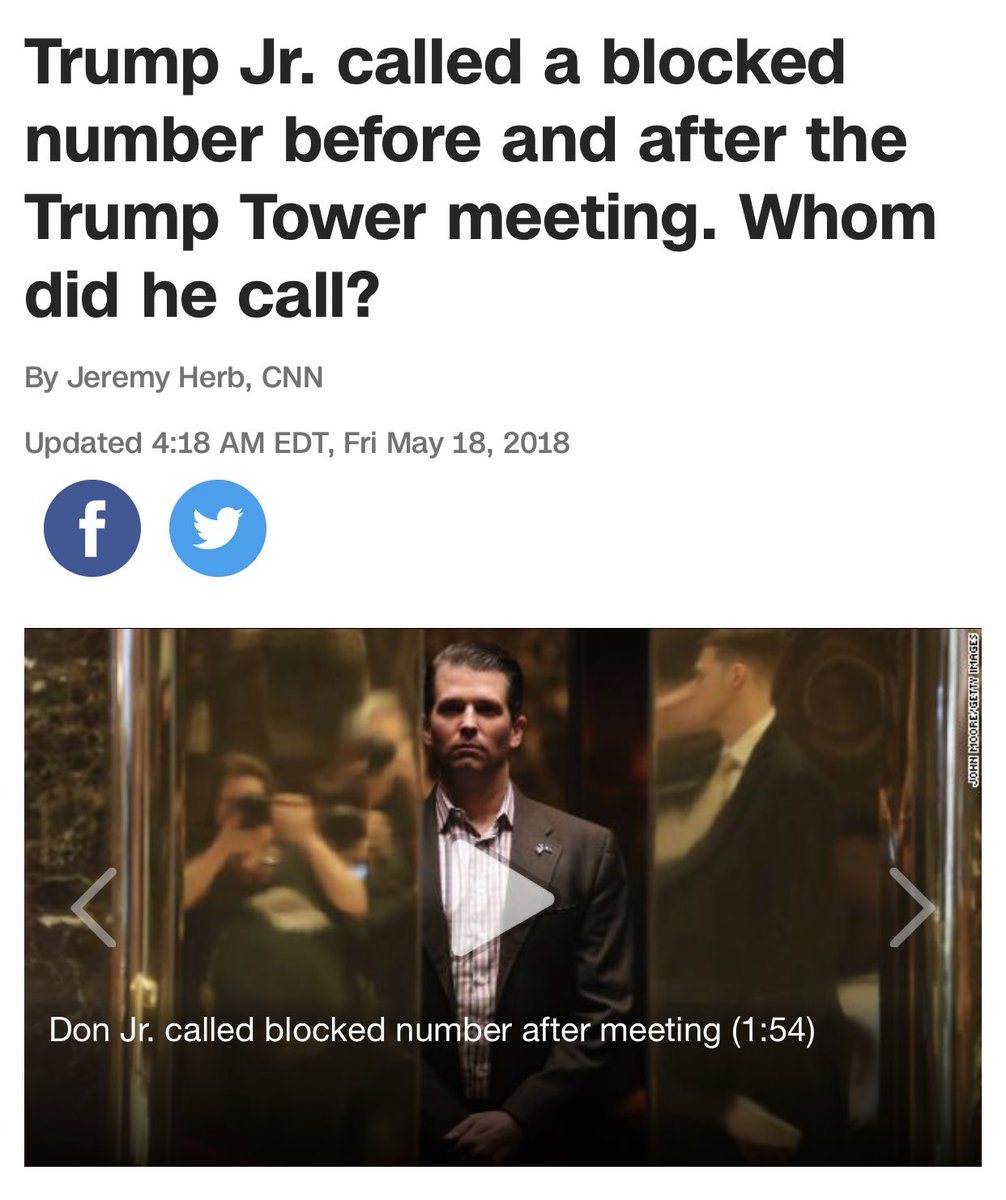 Trump Jr. called a blocked
number before and after the
Trump Tower meeting. Whom
did he call?
By Jeremy Herb, CNN
Updated 4:18 AM EDT, Fri May 18, 2018
JOHN MOORE/GETTY IMAGES
Don Jr. called blocked number after meeting (1:54)